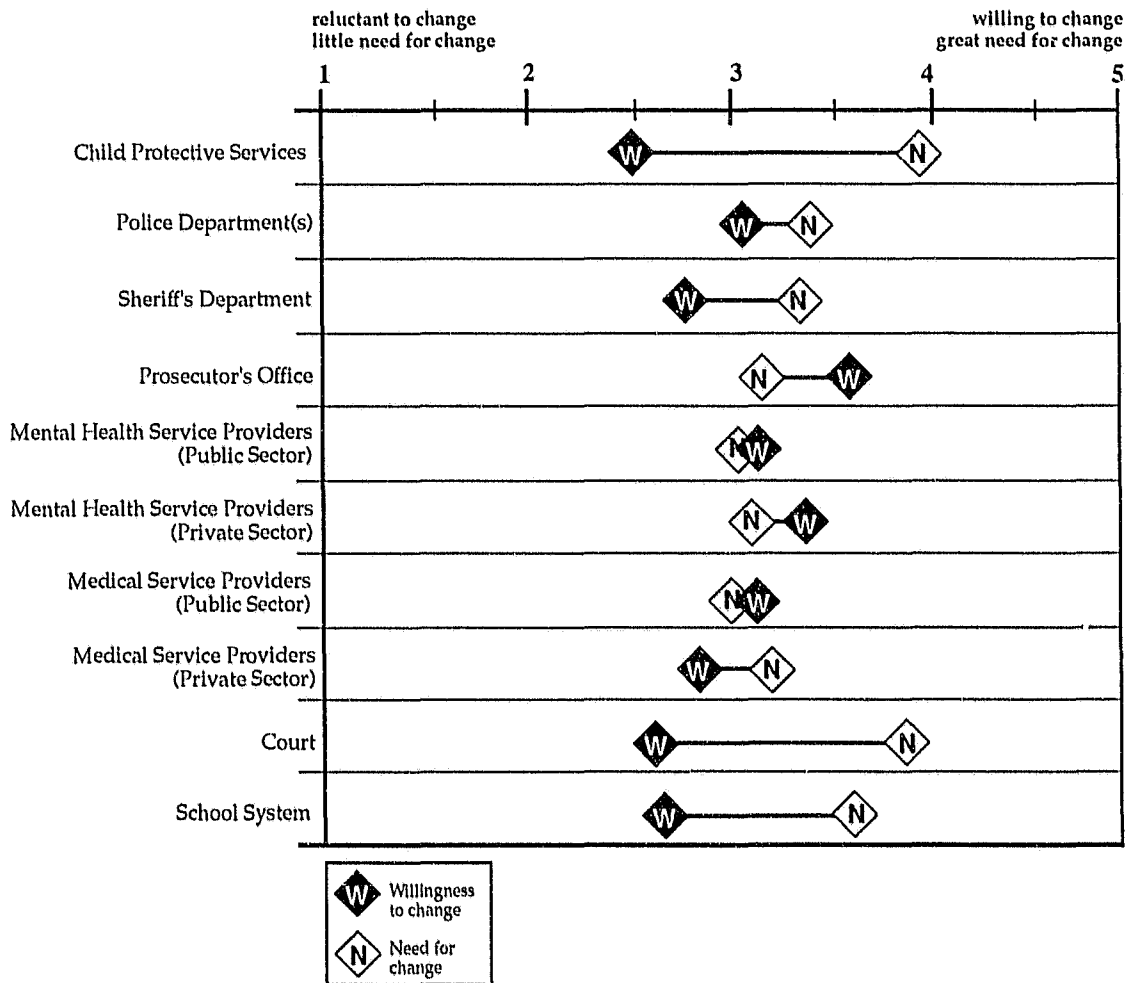 reluctant to change
little need for change
willing to change
great need for change
1 2 3 4 5
Child Protective Services
W N
Police Department(s)
W N
Sheriff's Department
W N
Prosecutor's Office
N W
Mental Health Service Providers
(Public Sector)
N W
Mental Health Service Providers
(Private Sector)
N W
Medical Service Providers
(Public Sector)
N W
Medical Service Providers
(Private Sector)
W N
Court
W N
School System
W N
W Willingness
to change
N Need for
change